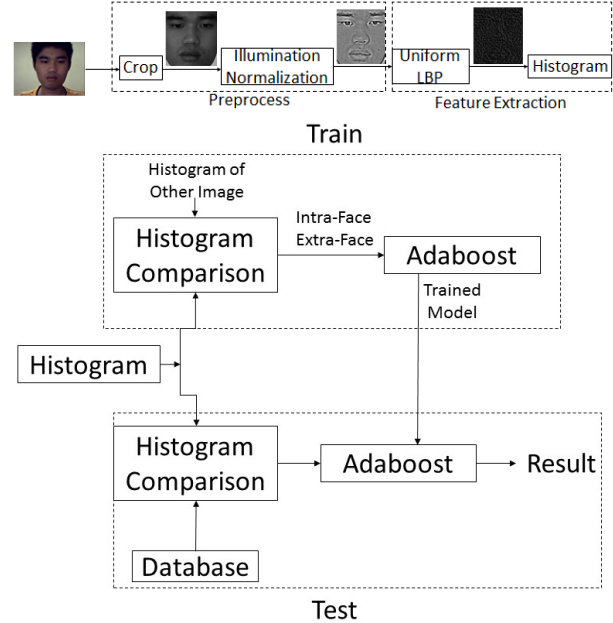 Crop
Illumination
Normalization
Uniform
LBP
Histogram
Preprocess
Feature Extraction
Train
Histogram of
Other Image
Histogram
Comparison
Intra-Face
Extra-Face
Adaboost
Trained
Model
Histogram
Histogram
Comparison
Adaboost
Result
Database
Test